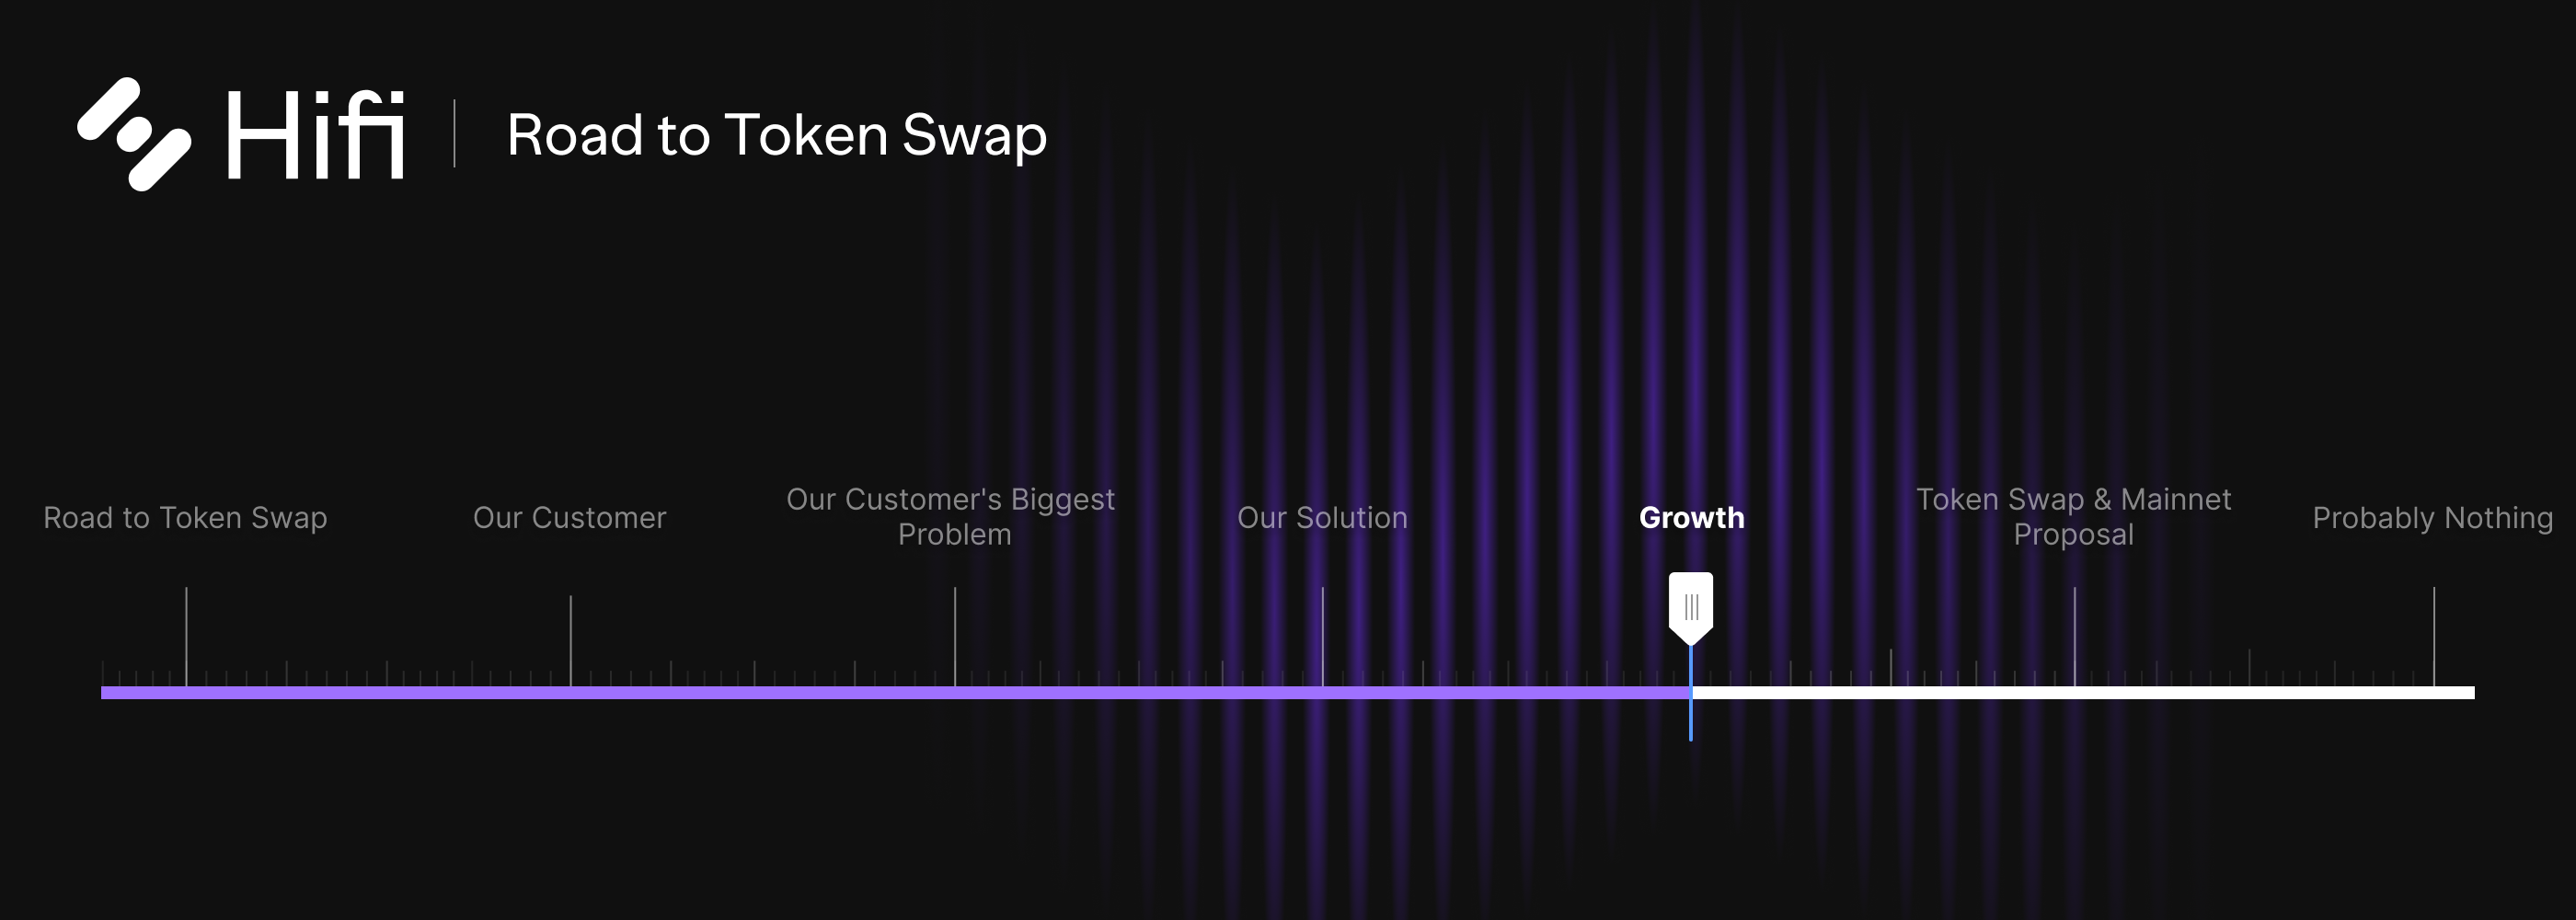 Hifi
Road to Token Swap
Road to Token Swap
Our Customer
Our Customer's Biggest
Problem
Our Solution
Growth
Token Swap & Mainnet
Proposal
Probably Nothing